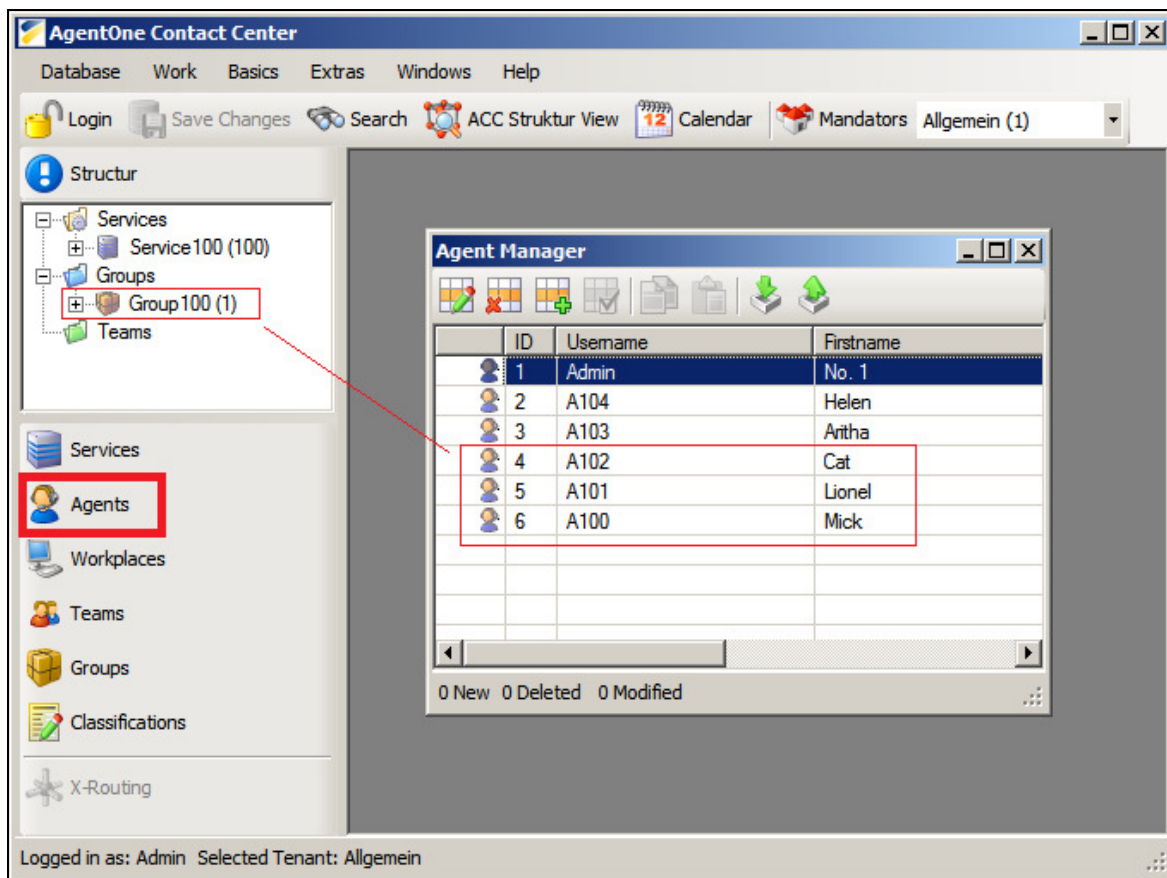 AgentOne Contact Center
Database Work Basics Extras Windows Help
Login Save Changes Search ACC Struktur View 12 Calendar Mandators Allgemein (1)
Structur
Services
Service100 (100)
Groups
Group100 (1)
Teams
Services
Agents
Workplaces
Teams
Groups
Classifications
X-Routing
Agent Manager
ID Username Firstname
1 Admin No. 1
2 A104 Helen
3 A103 Aritha
4 A102 Cat
5 A101 Lionel
6 A100 Mick
0 New 0 Deleted 0 Modified
Logged in as: Admin Selected Tenant: Allgemein